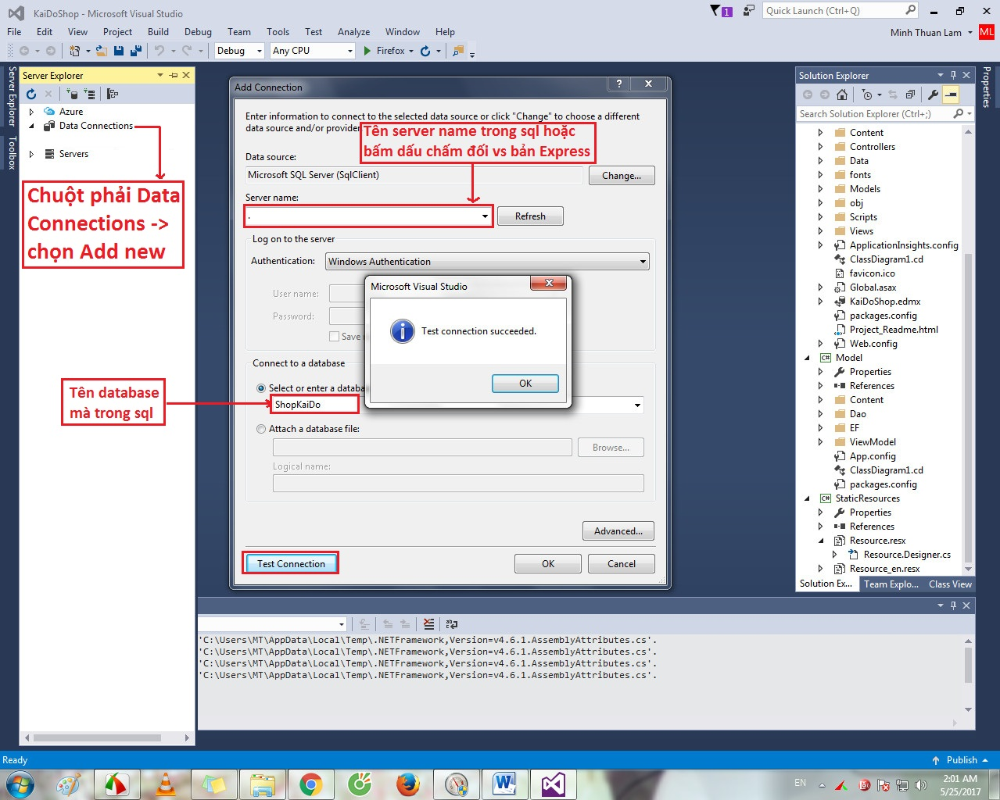 KaiDoShop - Microsoft Visual Studio
1
Quick Launch (Ctrl+Q)
File Edit View Project Build Debug Team Tools Test Analyze Window Help
Minh Thuan Lam
ML
Debug
Any CPU
Firefox
Server Explorer
Toolbox
Server Explorer
Azure
Data Connections
Servers
Chuột phải Data
Connections ->
chọn Add new
Tên database
mà trong sql
Add Connection
?
Enter information to connect to the selected data source or click "Change" to choose a different
data source and/or provider
Tên server name trong sql hoặc
bấm dấu chấm đối vs bản Express
Data source:
Microsoft SQL Server (SqlClient)
Change...
Server name:
.
Refresh
Log on to the server
Authentication:
Windows Authentication
User name:
Password:
Save
Microsoft Visual Studio
Test connection succeeded.
OK
Connect to a database
Select or enter a databa
ShopKaiDo
Attach a database file:
Browse...
Logical name:
Advanced...
Test Connection
OK
Cancel
Solution Explorer
Search Solution Explorer (Ctrl+;)
Content
Controllers
Data
fonts
Models
obj
Scripts
Views
ApplicationInsights.config
ClassDiagram1.cd
favicon.ico
Global.asax
KaiDoShop.edmx
packages.config
Project_Readme.html
Web.config
C# Model
Properties
References
Content
Dao
EF
ViewModel
App.config
ClassDiagram1.cd
packages.config
C# StaticResources
Properties
References
Resource.resx
Resource.Designer.cs
Resource_en.resx
Solution Ex...
Team Explo...
Class View
Properties
'C:\Users\MT\AppData\Local\Temp\.NETFramework,Version=v4.6.1.AssemblyAttributes.cs'.
'C:\Users\MT\AppData\Local\Temp\.NETFramework,Version=v4.6.1.AssemblyAttributes.cs'.
'C:\Users\MT\AppData\Local\Temp\.NETFramework,Version=v4.6.1.AssemblyAttributes.cs'.
'C:\Users\MT\AppData\Local\Temp\.NETFramework,Version=v4.6.1.AssemblyAttributes.cs'.
Ready
Publish
EN
2:01 AM
5/25/2017